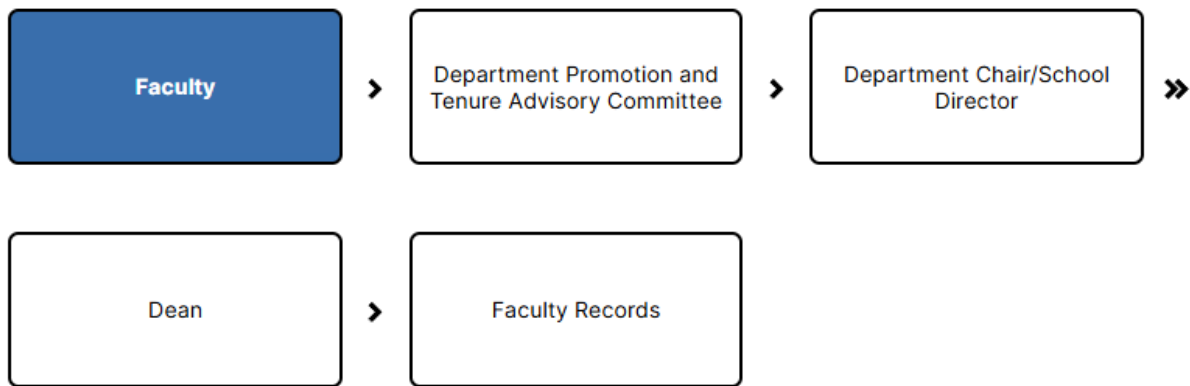 Faculty
Department Promotion and
Tenure Advisory Committee
Department Chair/School
Director
Dean
Faculty Records